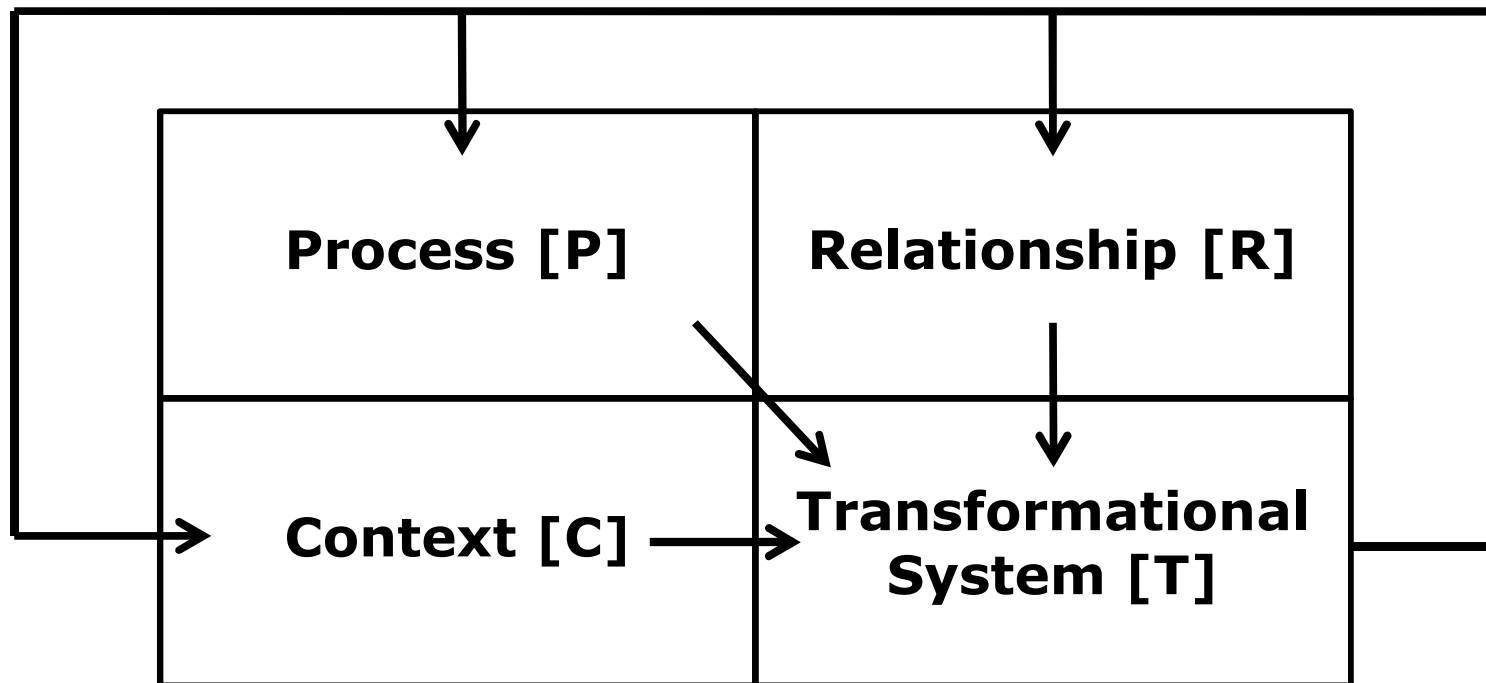 Process [P]
Relationship [R]
Context [C]
Transformational
System [T]